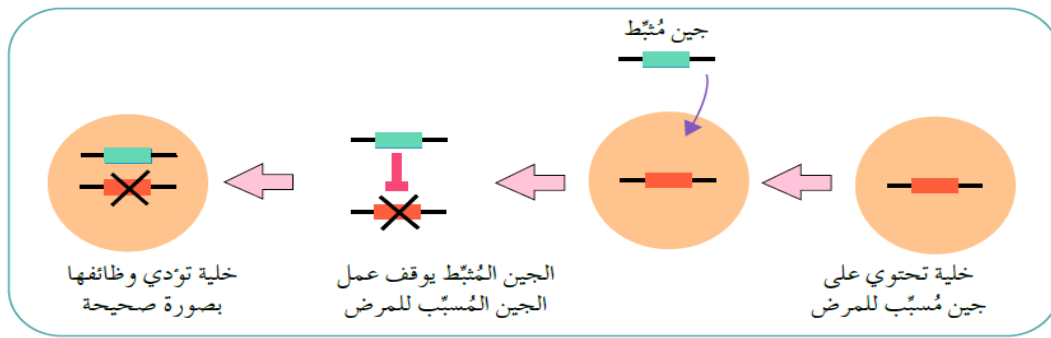 جين مُثبِّط
خلية تحتوي على
جين مُسبِّب للمرض
الجين المُثبِّط يوقف عمل
الجين المُسبِّب للمرض
خلية تؤدي وظائفها
بصورة صحيحة